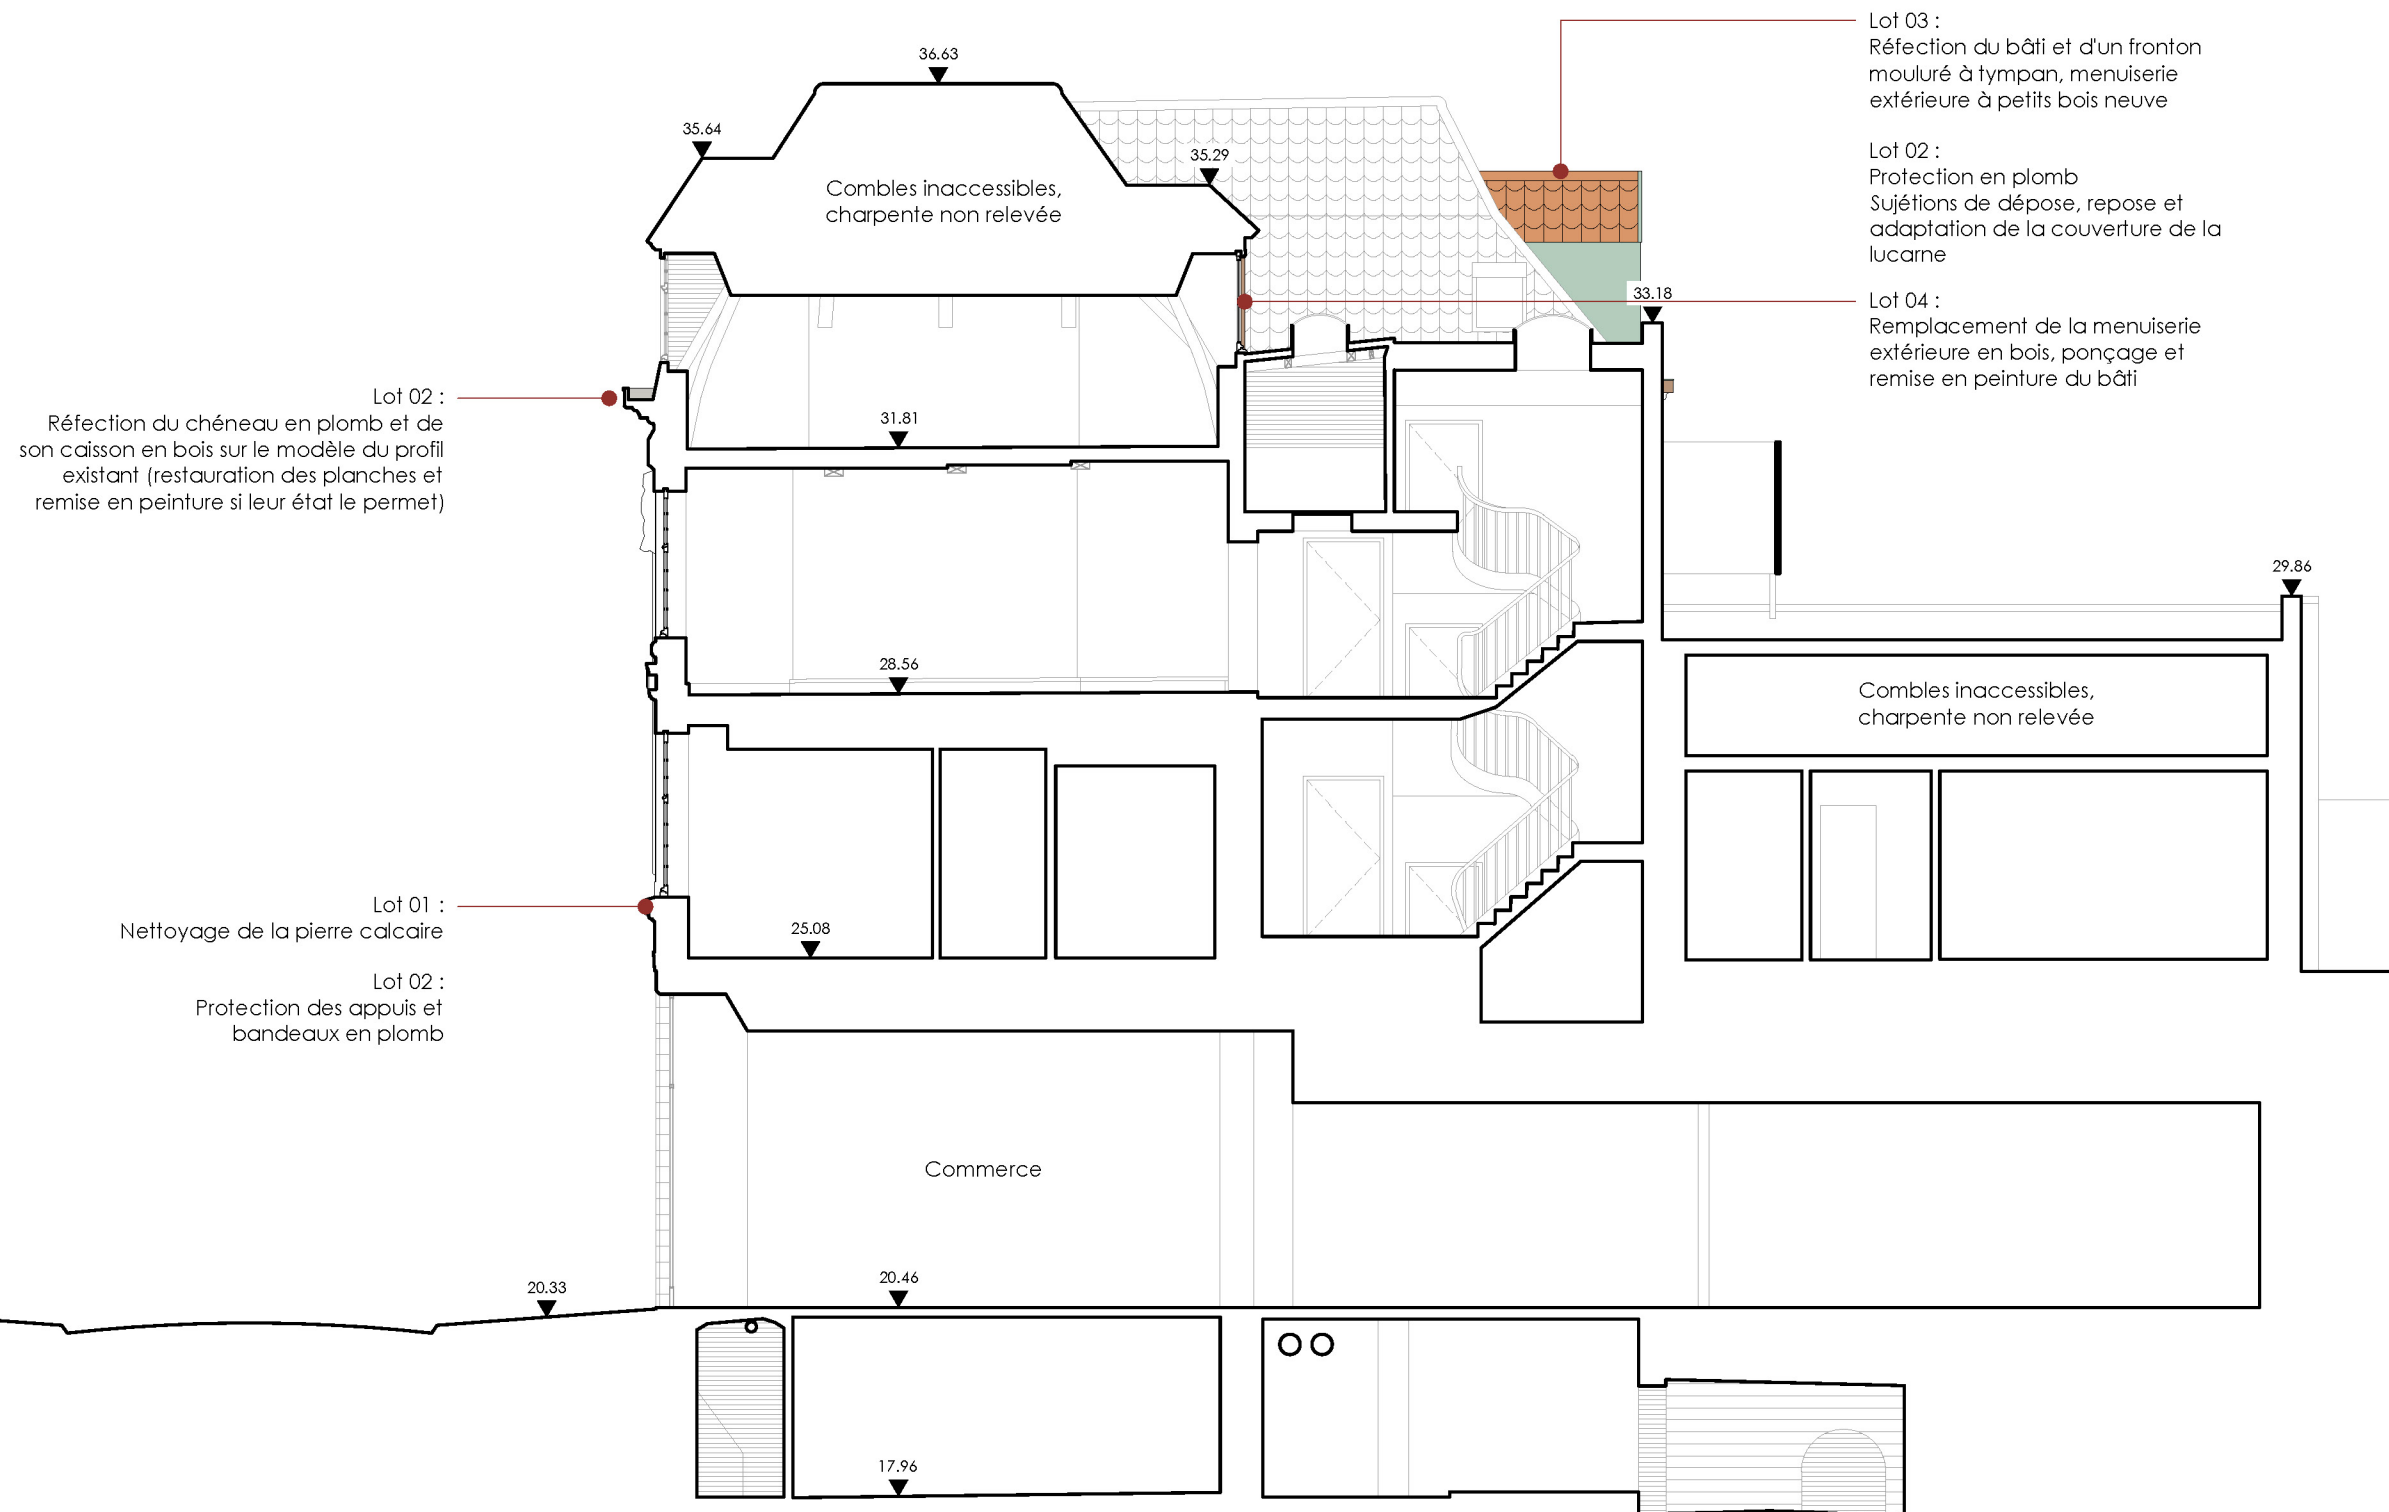 Lot 03 :
Réfection du bâti et d'un fronton
mouluré à tympan, menuiserie
extérieure à petits bois neuve
36.63
35.64
Lot 02 :
35.29
Protection en plomb
Combles inaccessibles,
charpente non relevée
Sujétions de dépose, repose et
adaptation de la couverture de la
lucarne
33.18
Lot 04 :
Remplacement de la menuiserie
extérieure en bois, ponçage et
remise en peinture du bâti
Lot 02 :
Réfection du chéneau en plomb et de
son caisson en bois sur le modèle du profil
existant (restauration des planches et
remise en peinture si leur état le permet)
31.81
29.86
28.56
Combles inaccessibles,
charpente non relevée
Lot 01 :
Nettoyage de la pierre calcaire
25.08
Lot 02 :
Protection des appuis et
bandeaux en plomb
Commerce
20.33
20.46
17.96